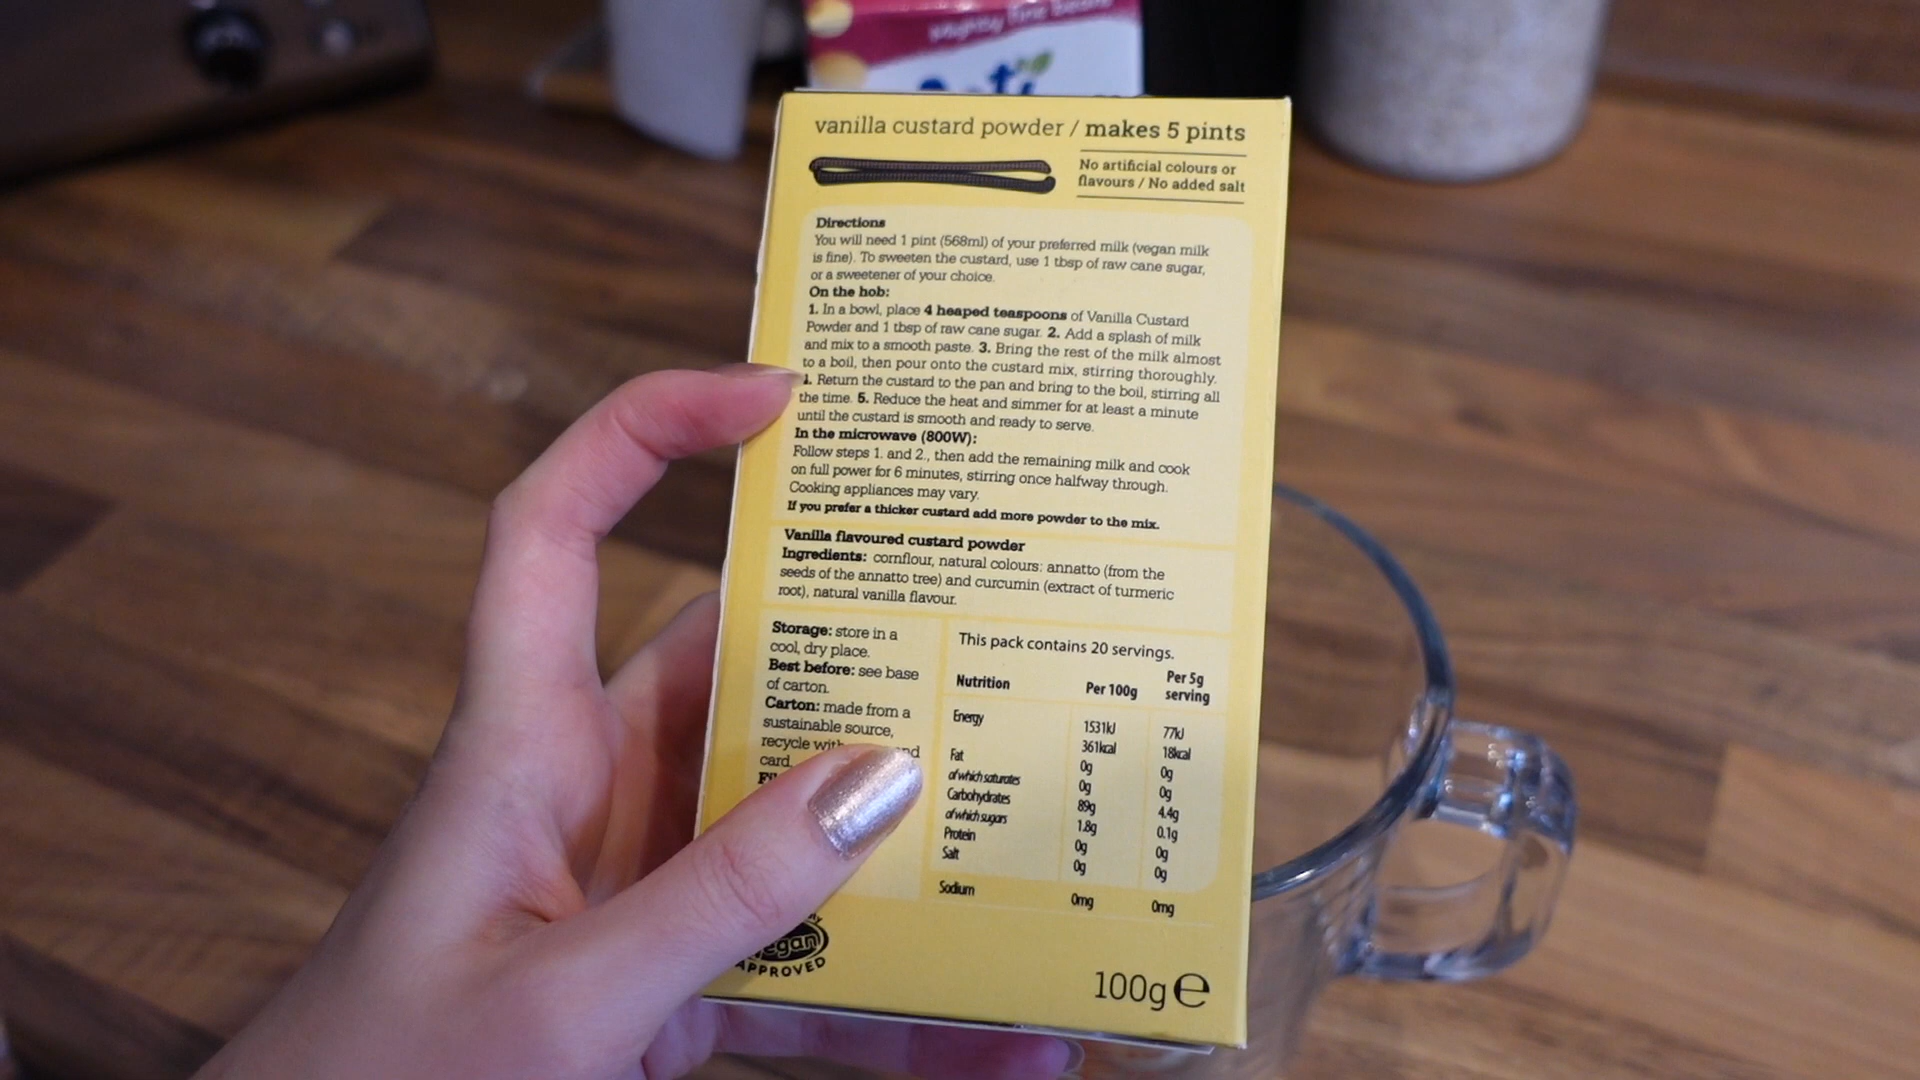 Mighty fine beans
vanilla custard powder / makes 5 pints
No artificial colours or
flavours / No added salt
Directions
You will need 1 pint (568ml) of your preferred milk (vegan milk
is fine). To sweeten the custard, use 1 tbsp of raw cane sugar,
or a sweetener of your choice.
On the hob:
1. In a bowl, place 4 heaped teaspoons of Vanilla Custard
Powder and 1 tbsp of raw cane sugar. 2. Add a splash of milk
and mix to a smooth paste. 3. Bring the rest of the milk almost
to a boil, then pour onto the custard mix, stirring thoroughly.
4. Return the custard to the pan and bring to the boil, stirring all
the time. 5. Reduce the heat and simmer for at least a minute
until the custard is smooth and ready to serve.
In the microwave (800W):
Follow steps 1. and 2., then add the remaining milk and cook
on full power for 6 minutes, stirring once halfway through.
Cooking appliances may vary.
If you prefer a thicker custard add more powder to the mix.
Vanilla flavoured custard powder
Ingredients: cornflour, natural colours: annatto (from the
seeds of the annatto tree) and curcumin (extract of turmeric
root), natural vanilla flavour.
Storage: store in a
cool, dry place.
Best before: see base
of carton.
Carton: made from a
sustainable source,
recycle with
card.
This pack contains 20 servings.
Nutrition Per 100g Per 5g serving
Energy 1531kJ 77kJ
361kcal 18kcal
Fat 0g 0g
of which saturates 0g 0g
Carbohydrates 89g 4.4g
of which sugars 1.8g 0.1g
Protein 0g 0g
Salt 0g 0g
Sodium 0mg 0mg
vegan
APPROVED
100g e